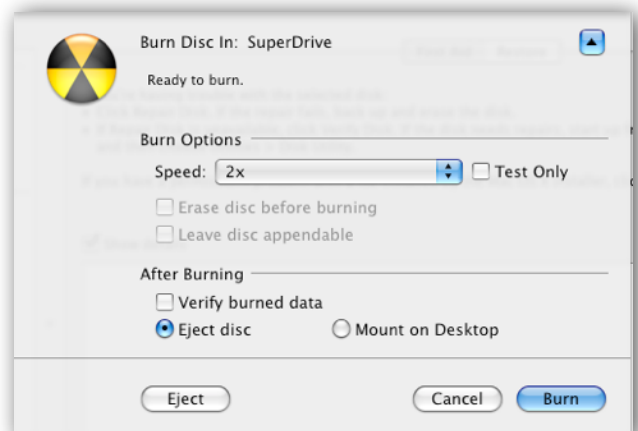 Burn Disc In: SuperDrive
Ready to burn.
Burn Options
Speed: 2x Test Only
Erase disc before burning
Leave disc appendable
After Burning
Verify burned data
Eject disc Mount on Desktop
Eject Cancel Burn